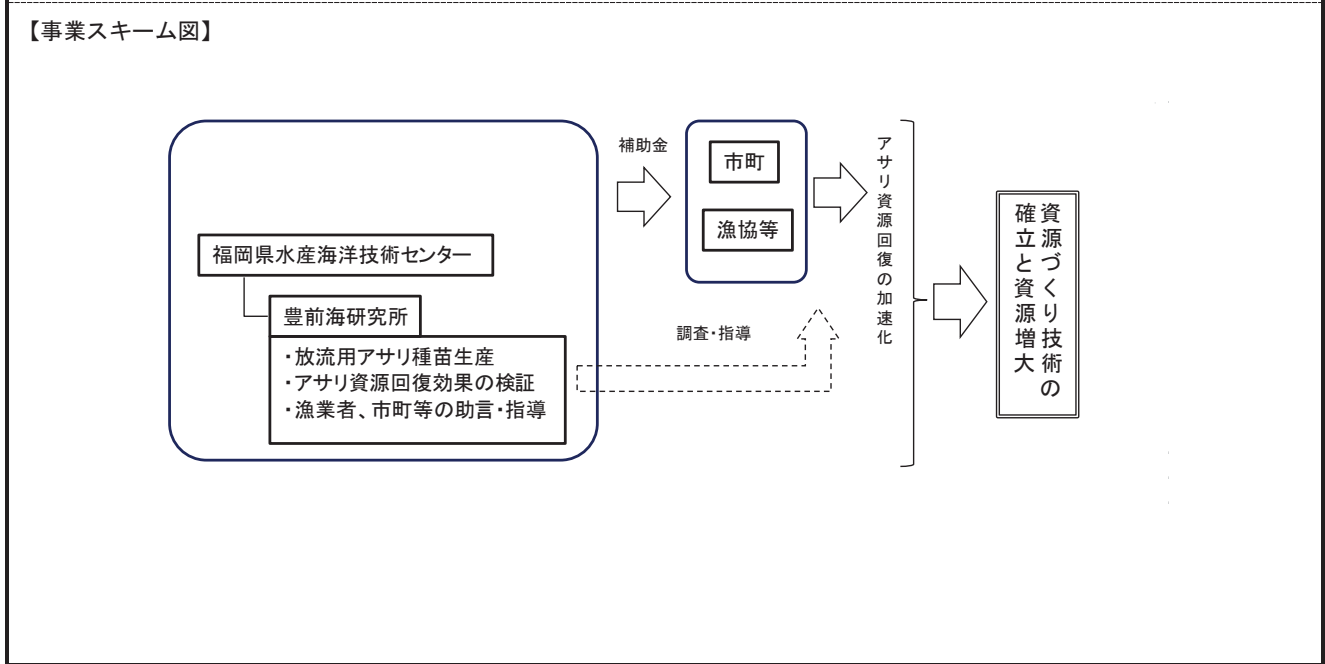 【事業スキーム図】
福岡県水産海洋技術センター
豊前海研究所
・放流用アサリ種苗生産
・アサリ資源回復効果の検証
・漁業者、市町等の助言・指導
補助金
市町
漁協等
調査・指導
アサリ資源回復の加速化
資源づくり技術の
確立と資源増大